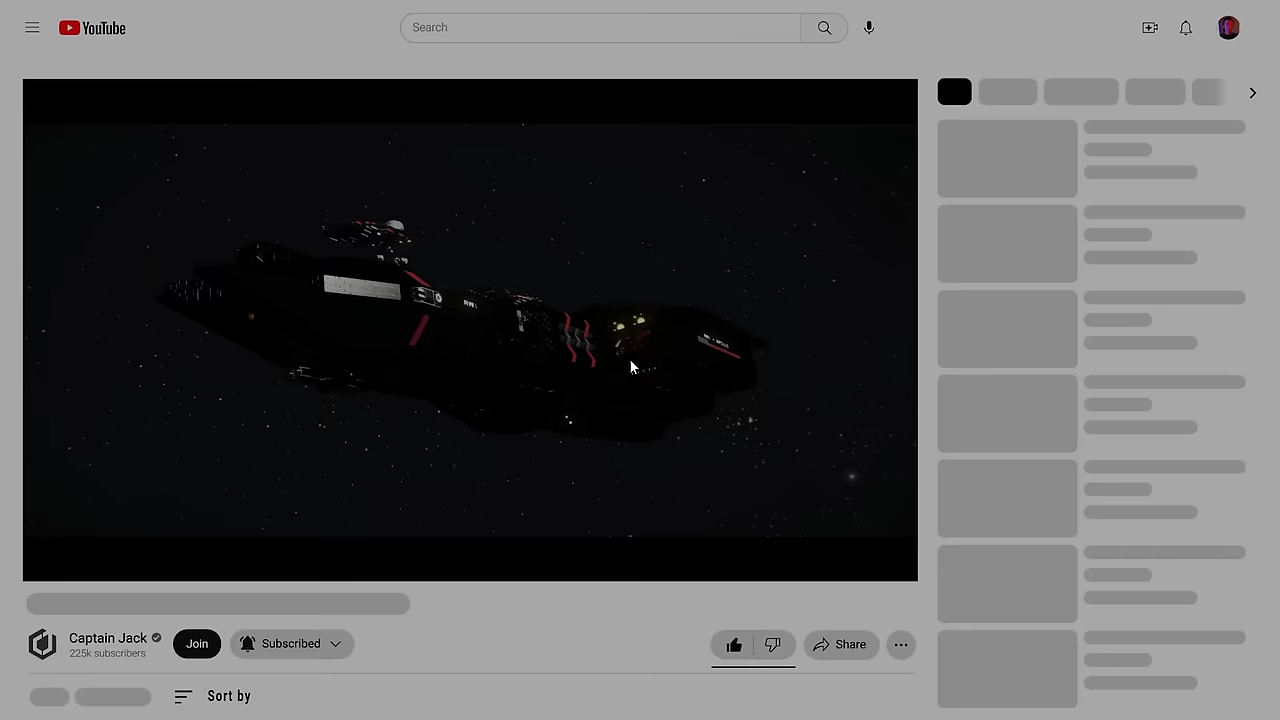 YouTube
Search
Captain Jack
225k subscribers
Join
Subscribed
Share
Sort by